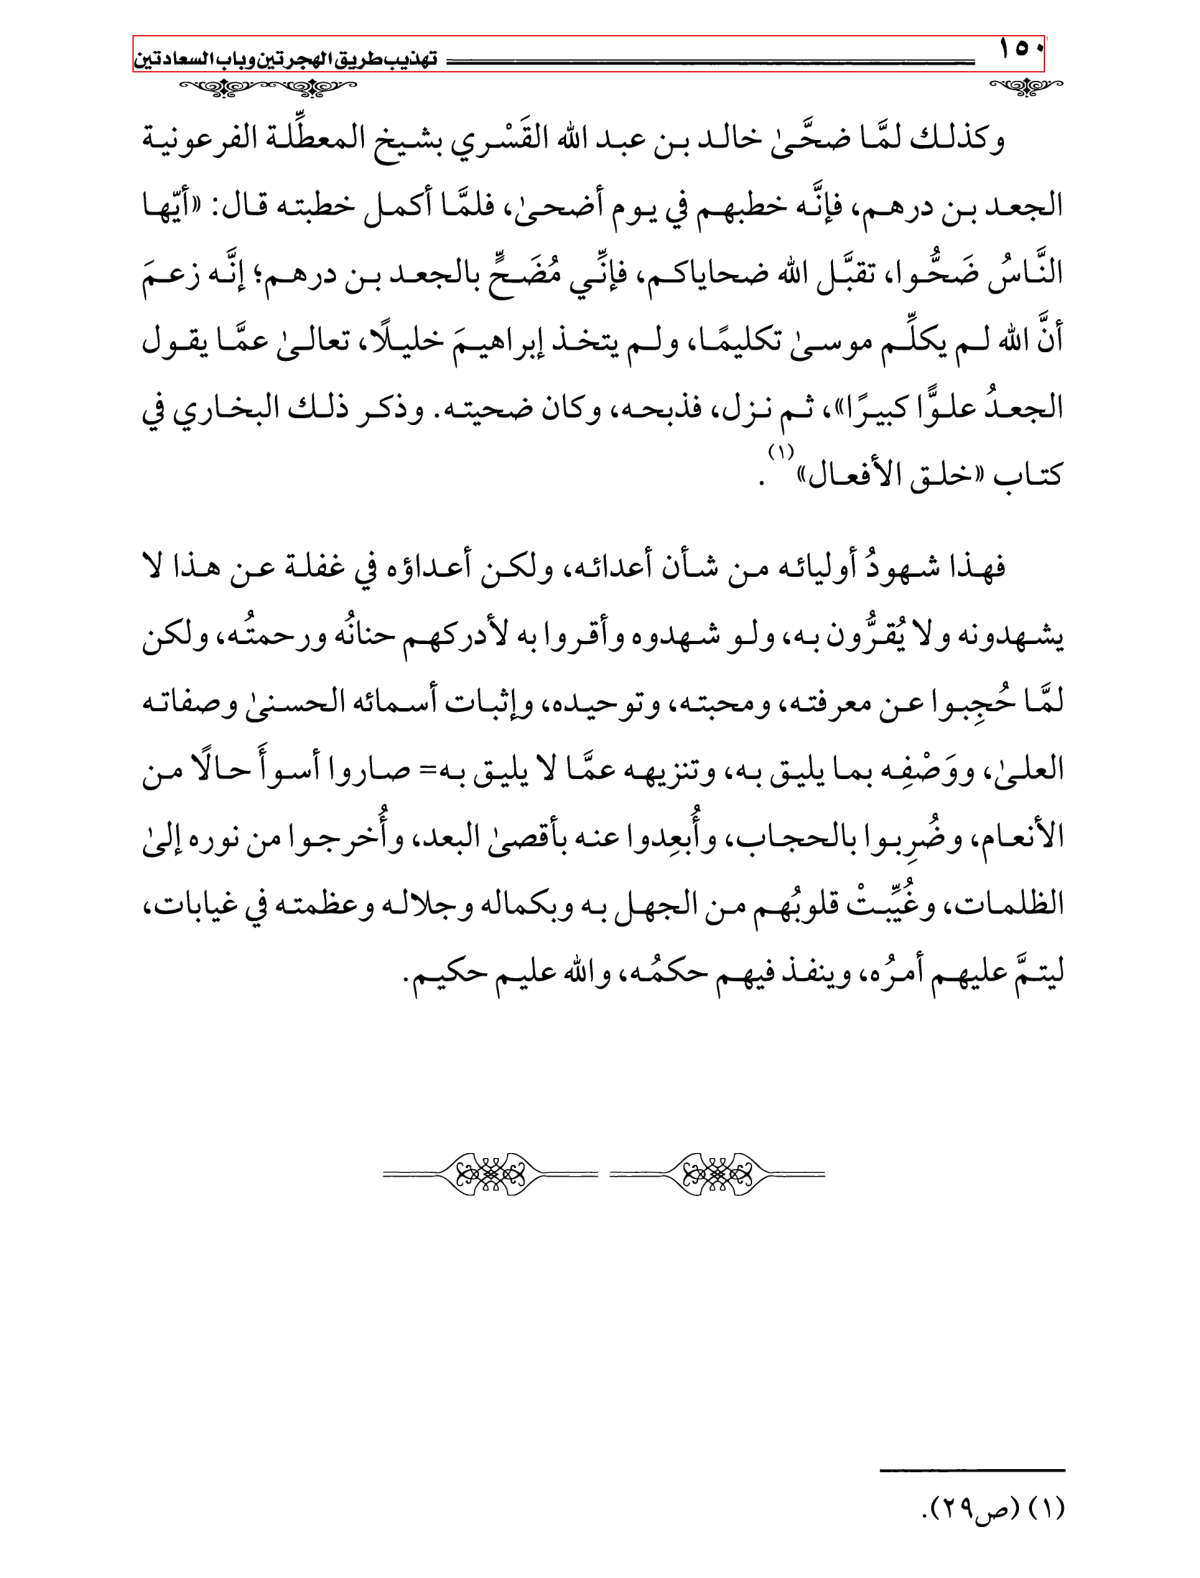 ١٥٠ تهذيب طريق الهجرتين وباب السعادتين
وكذلك لمَّا ضحَّىٰ خالد بن عبد الله القَسْري بشيخ المعطِّلة الفرعونية
الجعد بن درهم، فإنَّه خطبهم في يوم أضحىٰ، فلمَّا أكمل خطبته قال: «أيّها
النَّاسُ ضَحُّوا، تقبَّل الله ضحاياكم، فإنِّي مُضَحٍّ بالجعد بن درهم؛ إنَّه زعمَ
أنَّ الله لم يكلِّم موسىٰ تكليمًا، ولم يتخذ إبراهيمَ خليلًا، تعالىٰ عمَّا يقول
الجعدُ علوًّا كبيرًا»، ثم نزل، فذبحه، وكان ضحيته. وذكر ذلك البخاري في
كتاب «خلق الأفعال»(١).
فهذا شهودُ أوليائه من شأن أعدائه، ولكن أعداؤه في غفلة عن هذا لا
يشهدونه ولا يُقرُّون به، ولو شهدوه وأقروا به لأدركهم حنانُه ورحمتُه، ولكن
لمَّا حُجِبوا عن معرفته، ومحبته، وتوحيده، وإثبات أسمائه الحسنىٰ وصفاته
العلىٰ، ووَصْفِه بما يليق به، وتنزيهه عمَّا لا يليق به= صاروا أسوأَ حالًا من
الأنعام، وضُرِبوا بالحجاب، وأُبعِدوا عنه بأقصىٰ البعد، وأُخرجوا من نوره إلىٰ
الظلمات، وغُيِّبتْ قلوبُهم من الجهل به وبكماله وجلاله وعظمته في غيابات،
ليتمَّ عليهم أمرُه، وينفذ فيهم حكمُه، والله عليم حكيم.
(١) (ص٢٩).